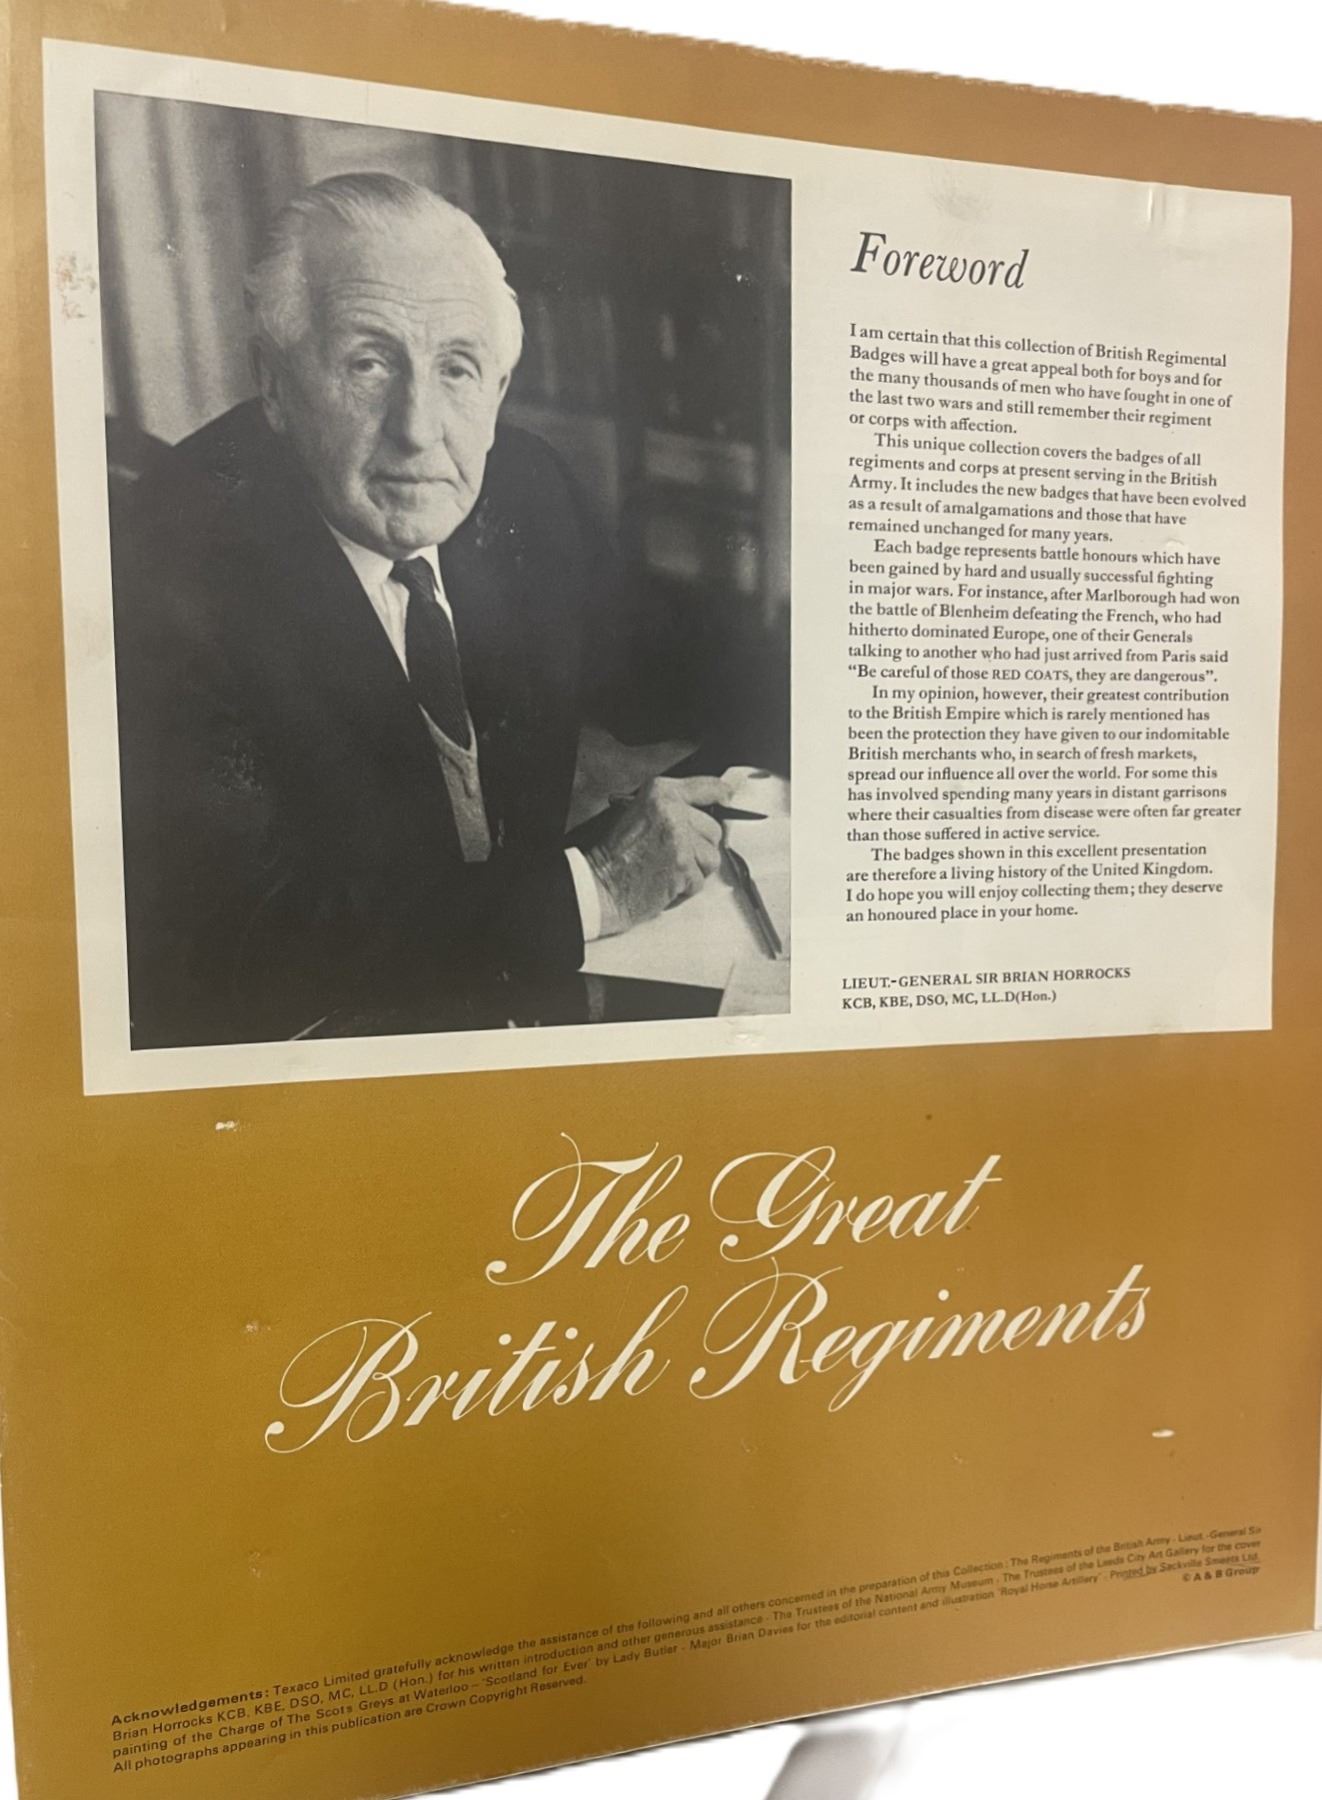 Foreword
I am certain that this collection of British Regimental
Badges will have a great appeal both for boys and for
the many thousands of men who have fought in one of
the last two wars and still remember their regiment
or corps with affection.
This unique collection covers the badges of all
regiments and corps at present serving in the British
Army. It includes the new badges that have been evolved
as a result of amalgamations and those that have
remained unchanged for many years.
Each badge represents battle honours which have
been gained by hard and usually successful fighting
in major wars. For instance, after Marlborough had won
the battle of Blenheim defeating the French, who had
hitherto dominated Europe, one of their Generals
talking to another who had just arrived from Paris said
“Be careful of those RED COATS, they are dangerous”.
In my opinion, however, their greatest contribution
to the British Empire which is rarely mentioned has
been the protection they have given to our indomitable
British merchants who, in search of fresh markets,
spread our influence all over the world. For some this
has involved spending many years in distant garrisons
where their casualties from disease were often far greater
than those suffered in active service.
The badges shown in this excellent presentation
are therefore a living history of the United Kingdom.
I do hope you will enjoy collecting them; they deserve
an honoured place in your home.
LIEUT.-GENERAL SIR BRIAN HORROCKS
KCB, KBE, DSO, MC, LL.D(Hon.)
The Great
British Regiments
Acknowledgements: Texaco Limited gratefully acknowledge the assistance of the following and all others concerned in the preparation of this Collection: The Regiments of the British Army - Lieut.-General Sir
Brian Horrocks KCB, KBE, DSO, MC, LL.D (Hon.) for his written introduction and other generous assistance - The Trustees of the National Army Museum - The Trustees of the Leeds City Art Gallery for the cover
painting of the Charge of The Scots Greys at Waterloo – 'Scotland for Ever' by Lady Butler - Major Brian Davies for the editorial content and illustration 'Royal Horse Artillery' - Printed by Sackville Smeets Ltd.
All photographs appearing in this publication are Crown Copyright Reserved.
© A & B Group